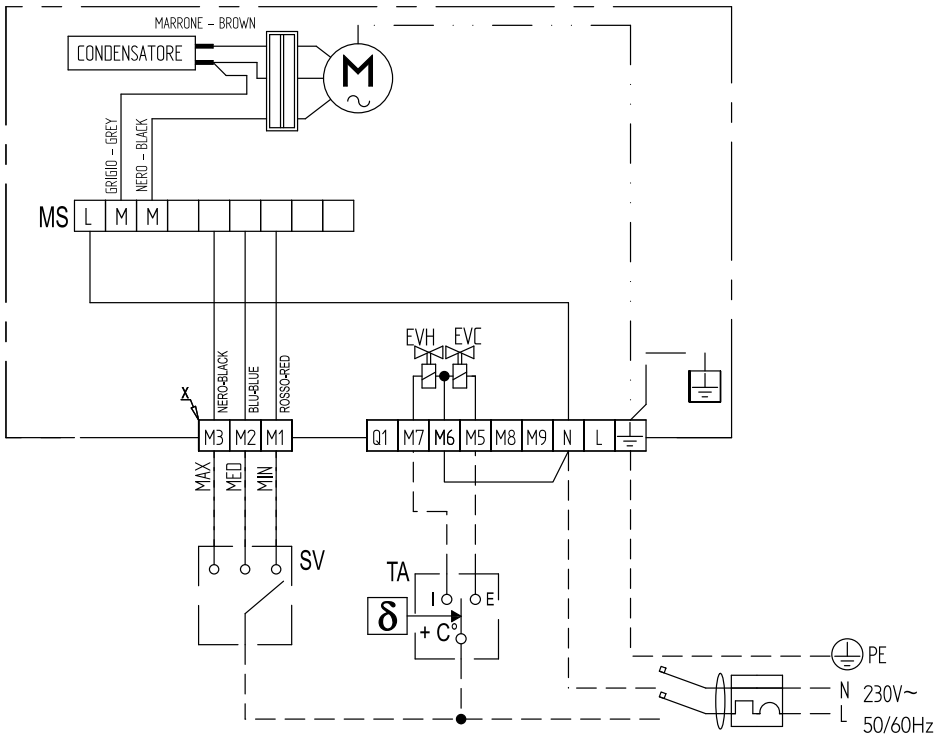 MARRONE - BROWN
CONDENSATORE
M
GRIGIO - GREY
NERO - BLACK
MS L M M
EVH EVC
NERO-BLACK
BLU-BLUE
ROSSO-RED
X
M3 M2 M1
Q1 M7 M6 M5 M8 M9 N L
MAX
MED
MIN
SV
TA
I E
δ
+ C°
PE
N 230V~
L 50/60Hz